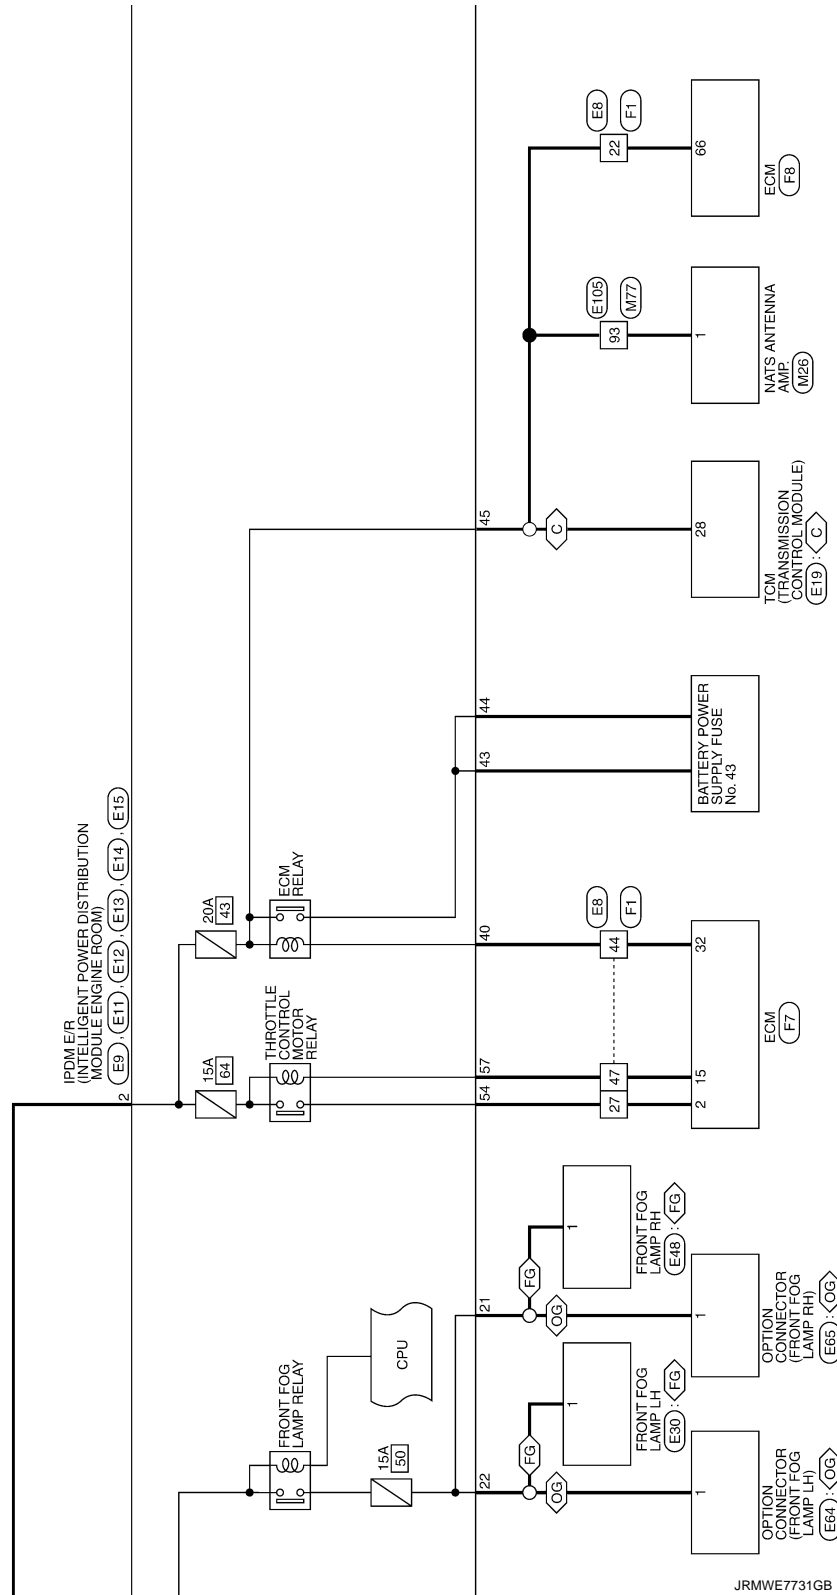 IPDM E/R
(INTELLIGENT POWER DISTRIBUTION
MODULE ENGINE ROOM)
E9 , E11 , E12 , E13 , E14 , E15
2
FRONT FOG
LAMP RELAY
CPU
15A
50
15A
64
THROTTLE
CONTROL
MOTOR
RELAY
20A
43
ECM
RELAY
22
21
54
57
40
43
44
45
FG
OG
FG
OG
27
47
44
E8
F1
C
93
E105
M77
22
E8
F1
1
FRONT FOG
LAMP LH
E30 : FG
1
FRONT FOG
LAMP RH
E48 : FG
1
OPTION
CONNECTOR
(FRONT FOG
LAMP LH)
E64 : OG
1
OPTION
CONNECTOR
(FRONT FOG
LAMP RH)
E65 : OG
2
15
32
ECM
F7
BATTERY POWER
SUPPLY FUSE
No. 43
28
TCM
(TRANSMISSION
CONTROL MODULE)
E19 : C
1
NATS ANTENNA
AMP.
M26
66
ECM
F8
JRMWE7731GB